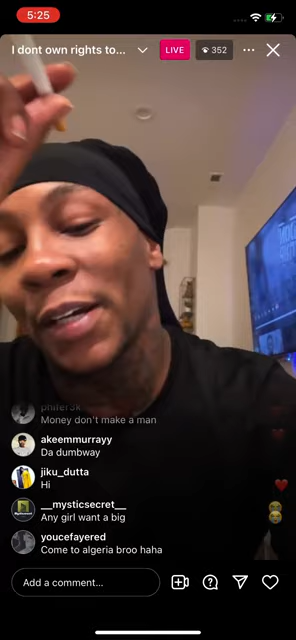 5:25
I dont own rights to...
LIVE
352
phifer3k
Money don't make a man
akeemmurrayy
Da dumbway
jiku_dutta
Hi
__mysticsecret__
Any girl want a big
youcefayered
Come to algeria broo haha
Add a comment...